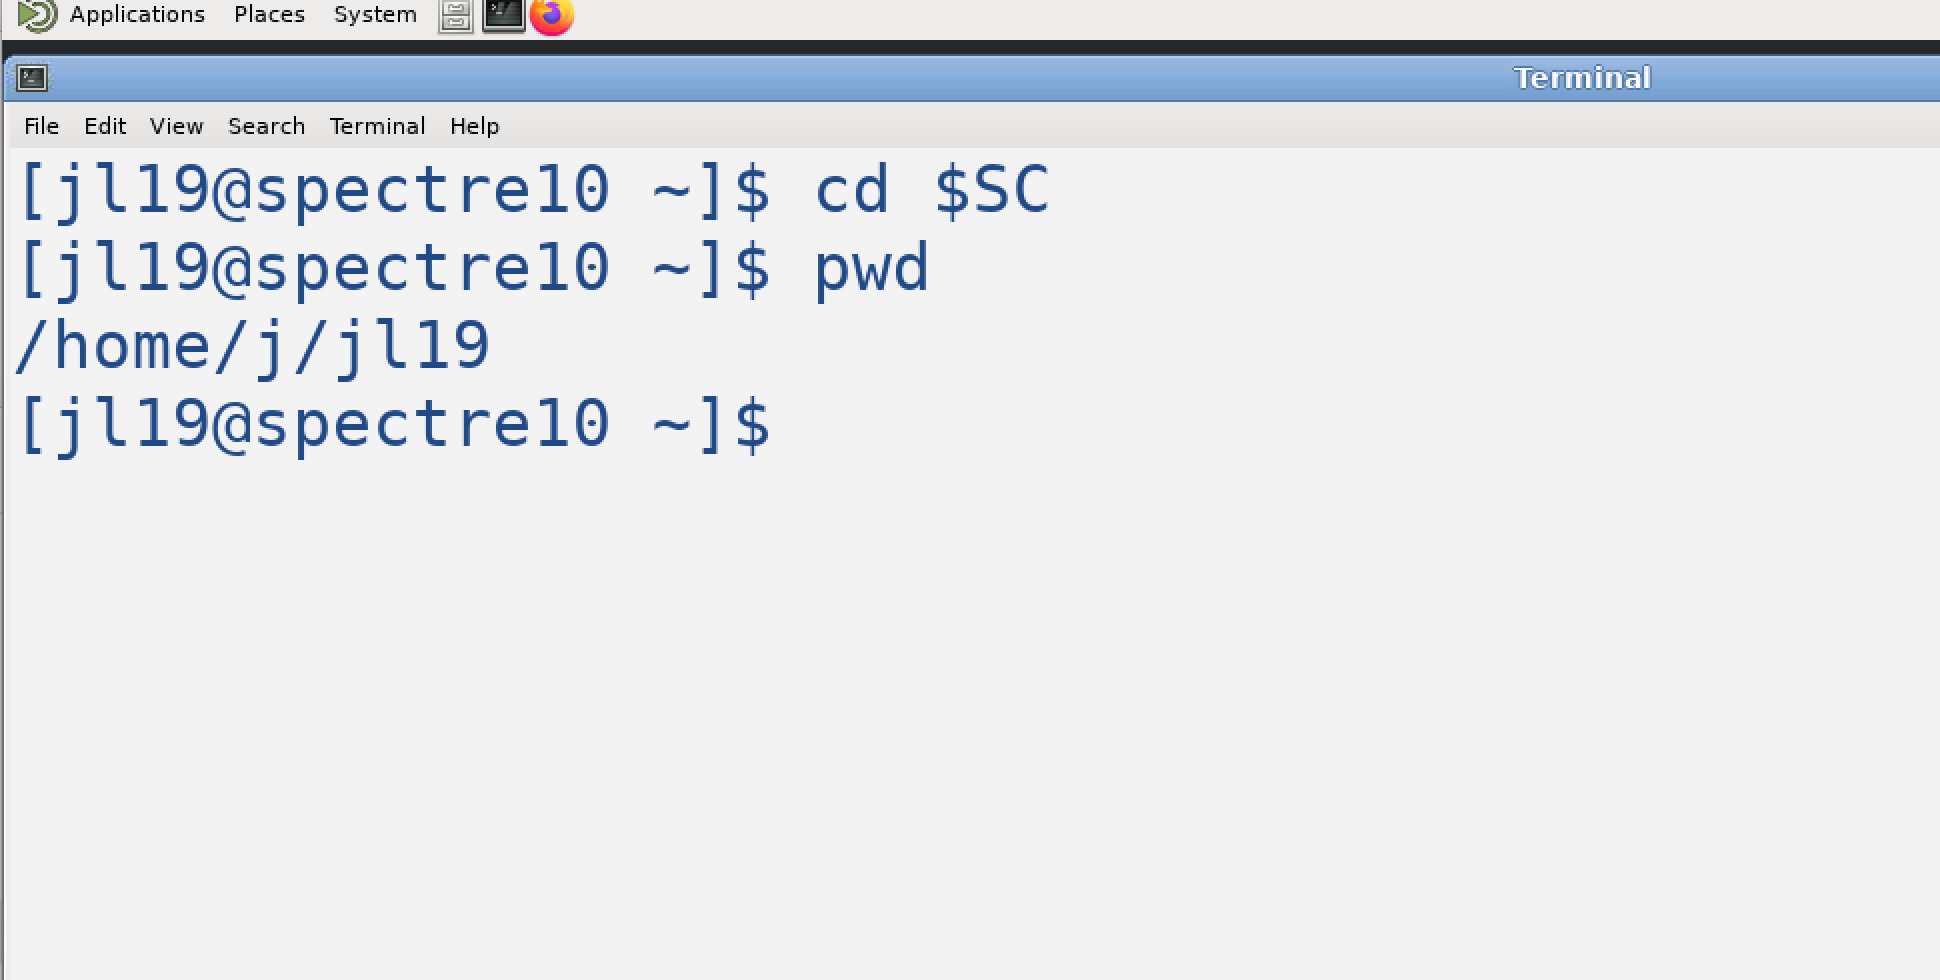 Applications Places System
Terminal
File Edit View Search Terminal Help
[jl19@spectre10 ~]$ cd $SC
[jl19@spectre10 ~]$ pwd
/home/j/jl19
[jl19@spectre10 ~]$